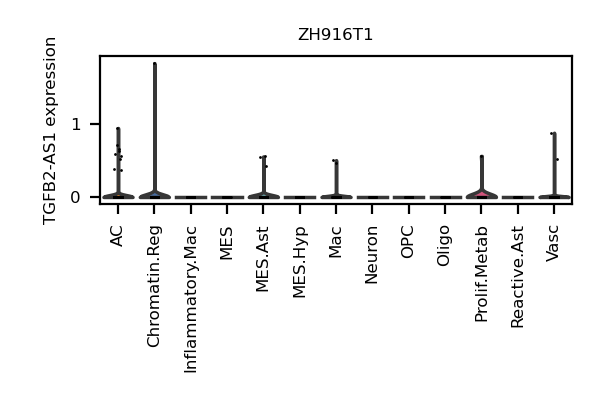 ZH916T1
TGFB2-AS1 expression
1
0
AC
Chromatin.Reg
Inflammatory.Mac
MES
MES.Ast
MES.Hyp
Mac
Neuron
OPC
Oligo
Prolif.Metab
Reactive.Ast
Vasc